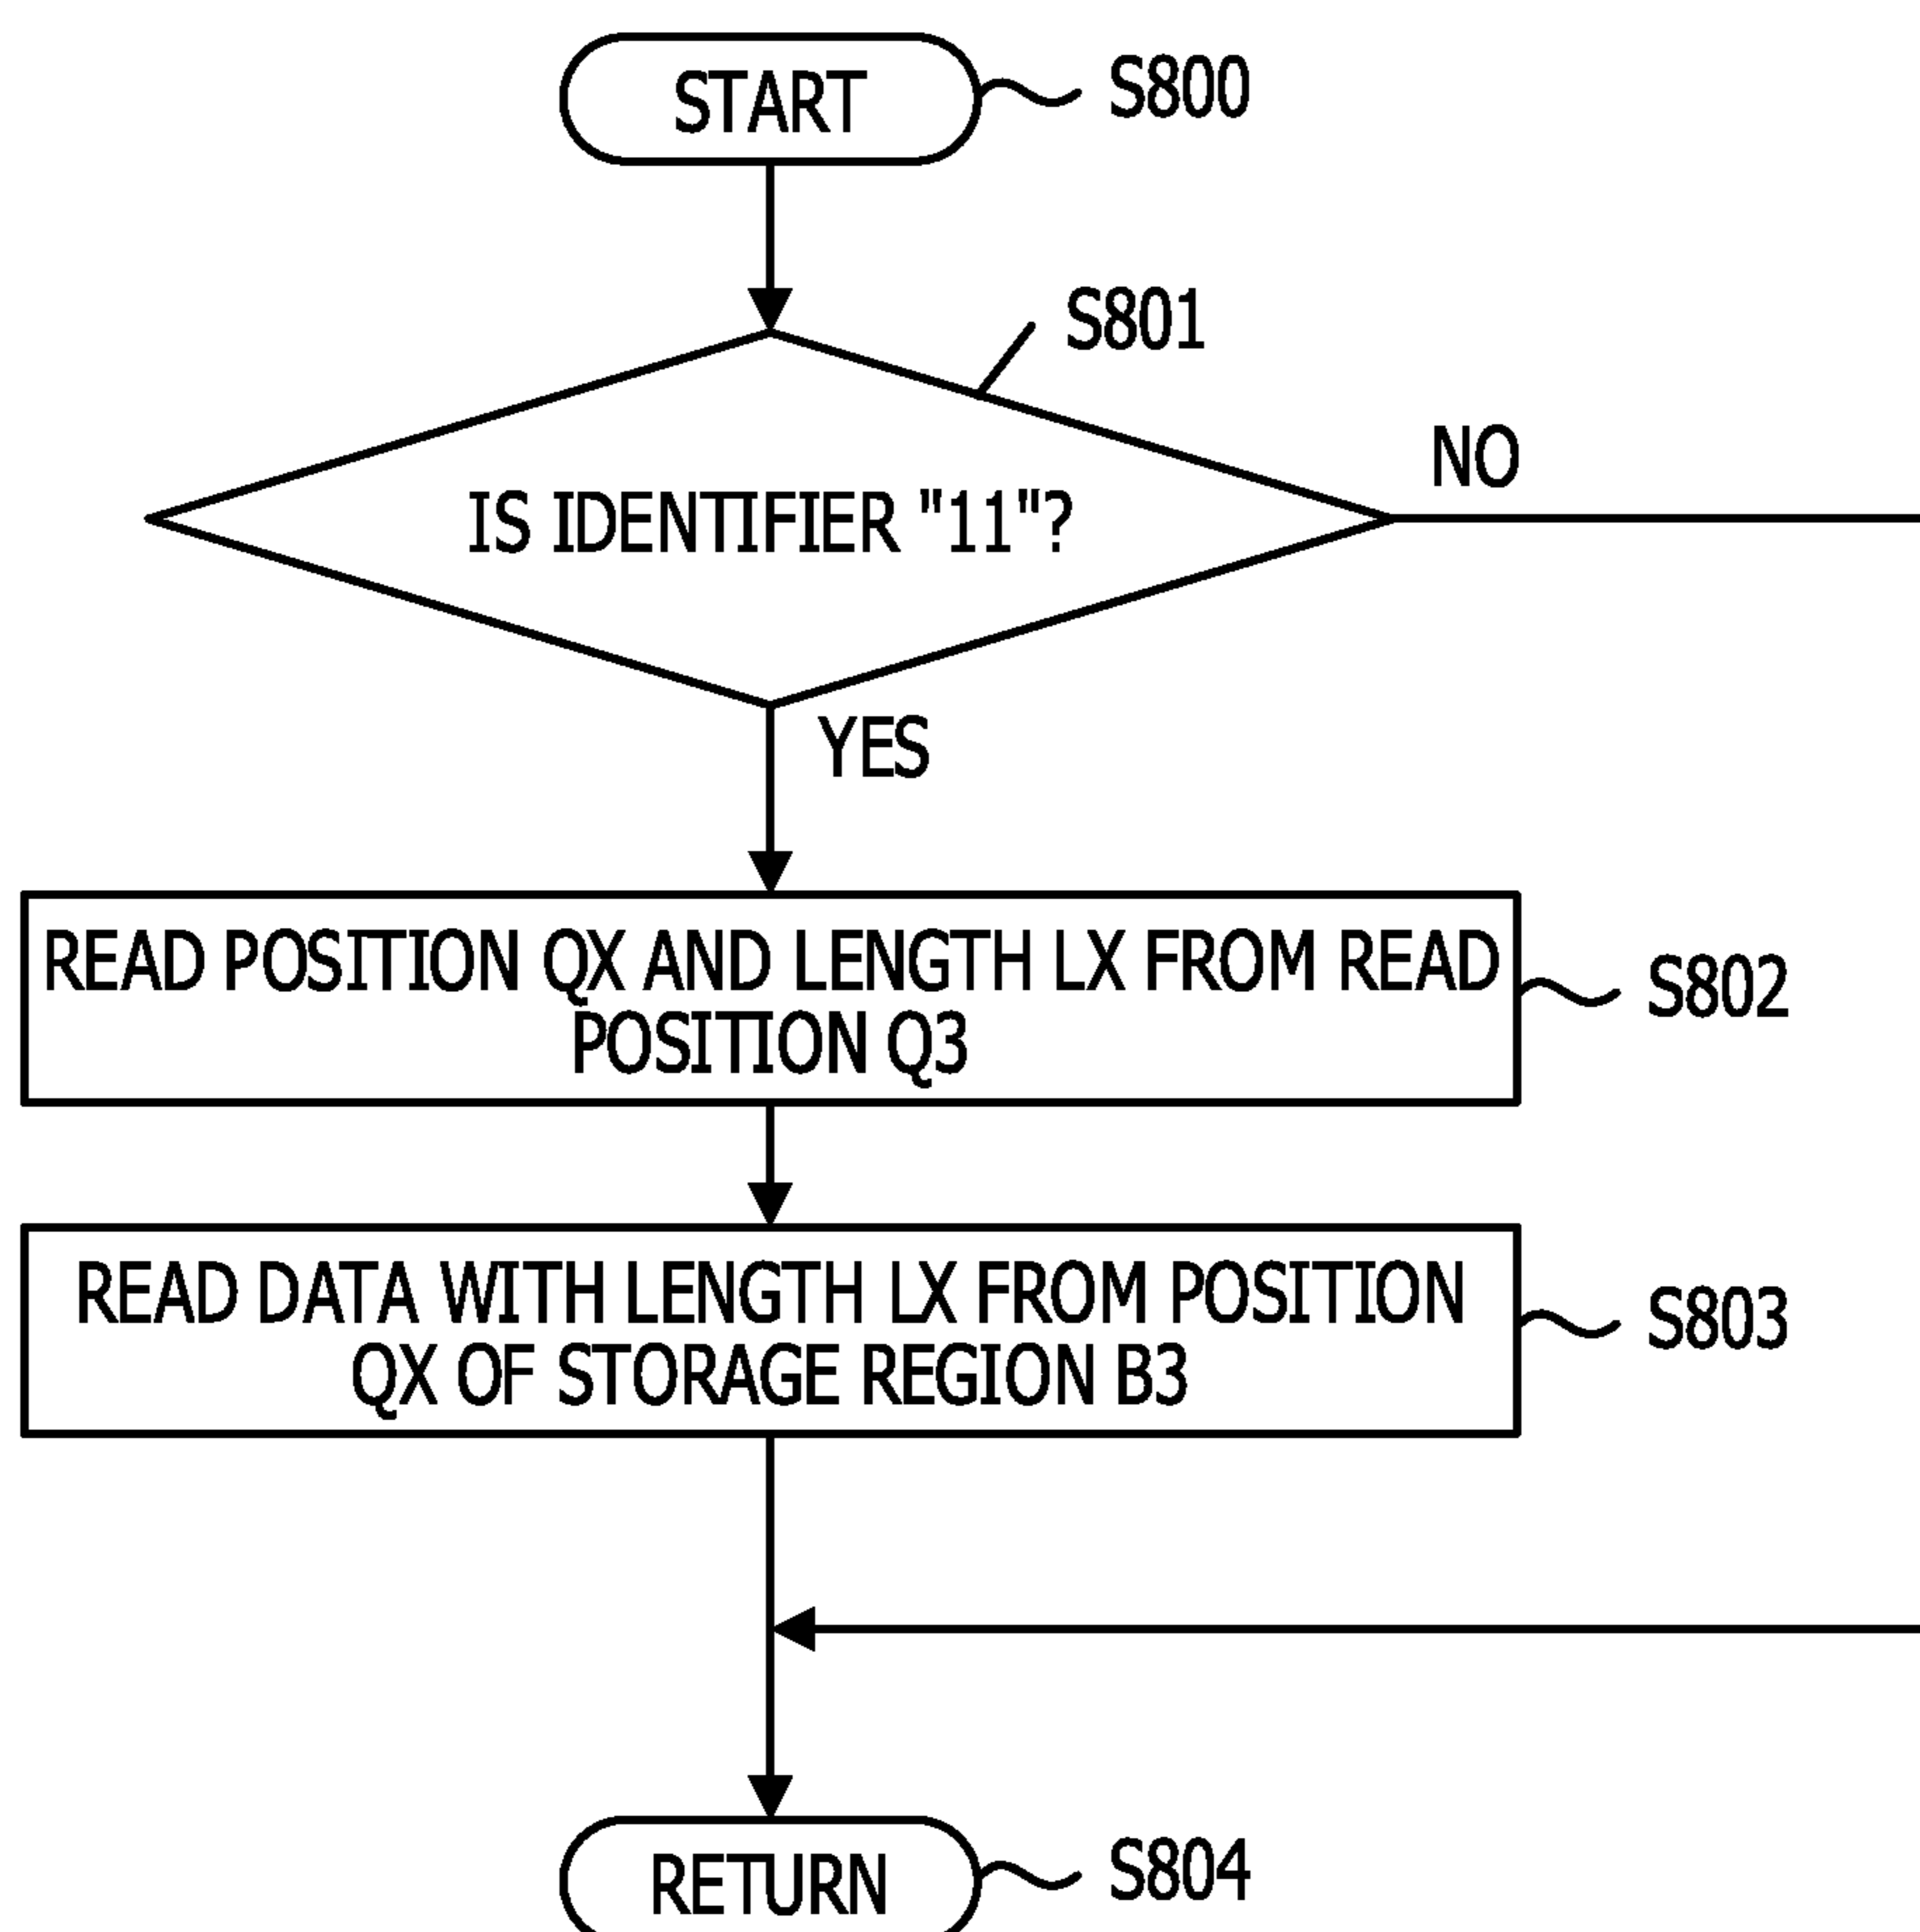 START
S800
S801
NO
IS IDENTIFIER "11"?
YES
READ POSITION QX AND LENGTH LX FROM READ
POSITION Q3
S802
READ DATA WITH LENGTH LX FROM POSITION
QX OF STORAGE REGION B3
S803
RETURN
S804